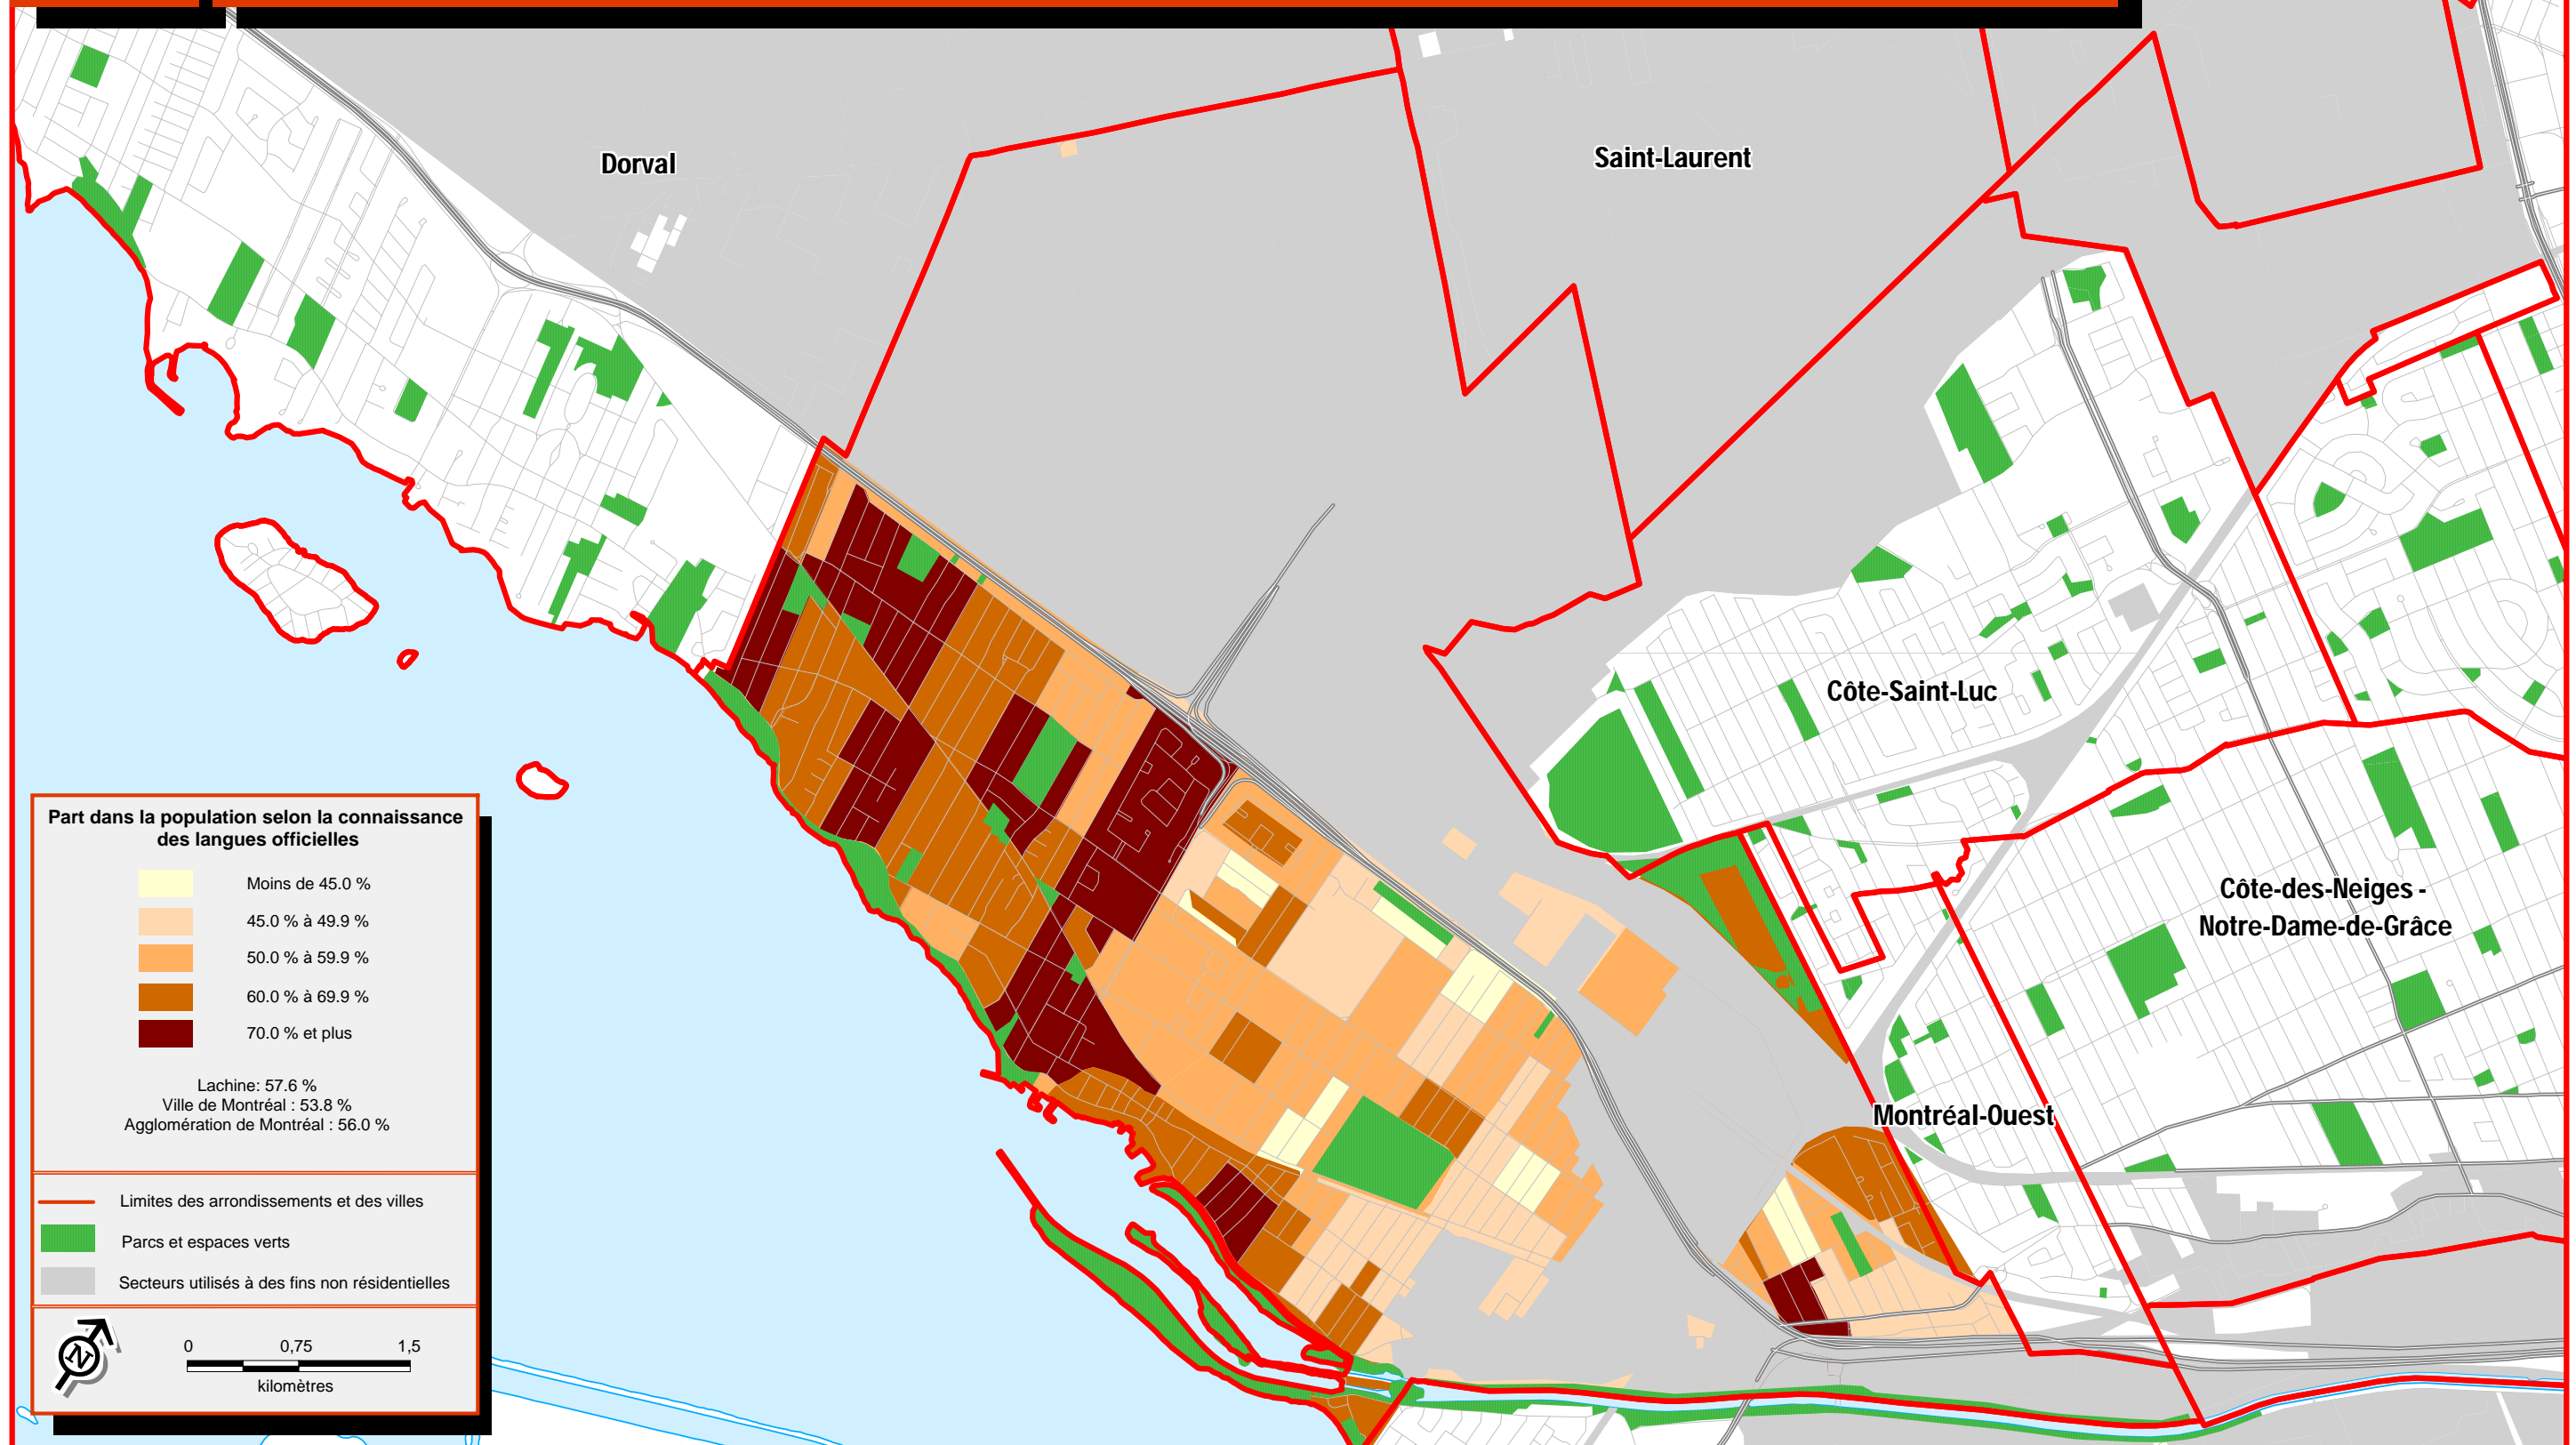 Dorval
Saint-Laurent
Côte-Saint-Luc
Côte-des-Neiges -
Notre-Dame-de-Grâce
Montréal-Ouest
Part dans la population selon la connaissance
des langues officielles
Moins de 45.0 %
45.0 % à 49.9 %
50.0 % à 59.9 %
60.0 % à 69.9 %
70.0 % et plus
Lachine: 57.6 %
Ville de Montréal : 53.8 %
Agglomération de Montréal : 56.0 %
Limites des arrondissements et des villes
Parcs et espaces verts
Secteurs utilisés à des fins non résidentielles
N
0 0,75 1,5
kilomètres